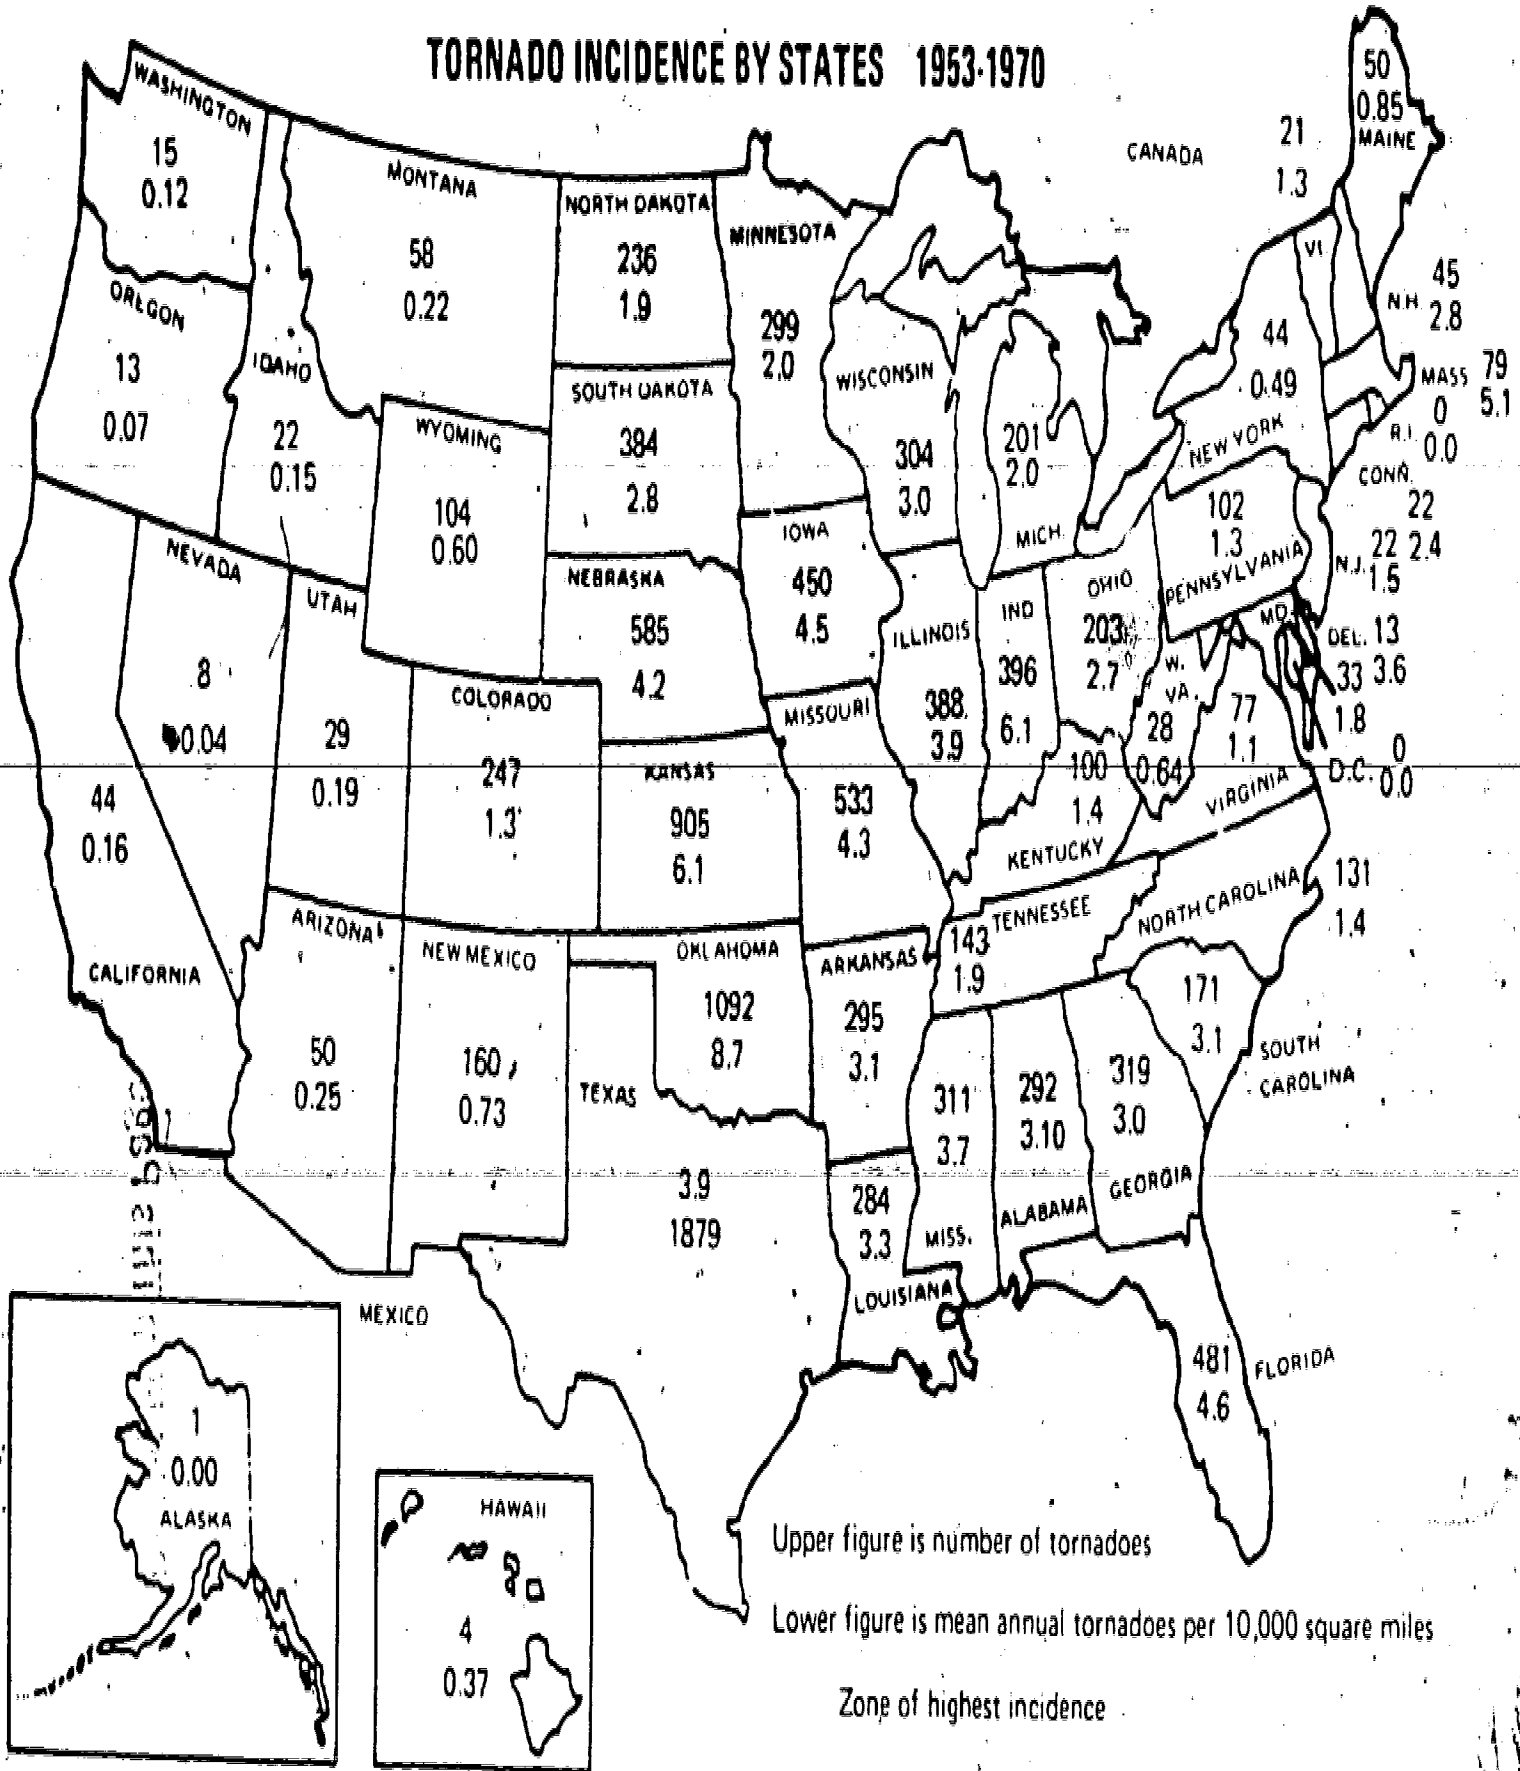 TORNADO INCIDENCE BY STATES 1953-1970
WASHINGTON
15
0.12
OREGON
13
0.07
IDAHO
22
0.15
MONTANA
58
0.22
NORTH DAKOTA
236
1.9
MINNESOTA
299
2.0
SOUTH DAKOTA
384
2.8
WYOMING
104
0.60
NEVADA
8
0.04
UTAH
29
0.19
CALIFORNIA
44
0.16
COLORADO
247
1.3
NEBRASKA
585
4.2
KANSAS
905
6.1
IOWA
450
4.5
MISSOURI
533
4.3
WISCONSIN
304
3.0
201
2.0
MICH.
ILLINOIS
388
3.9
IND
396
6.1
OHIO
203
2.7
100
1.4
KENTUCKY
W.
VA.
28
0.64
77
1.1
VIRGINIA
102
1.3
PENNSYLVANIA
44
0.49
NEW YORK
CANADA
21
1.3
VT.
50
0.85
MAINE
45
N.H.
2.8
MASS
79
5.1
0
R.I.
0.0
CONN.
22
2.4
N.J.
22
1.5
MD.
DEL.
13
3.6
33
1.8
0
D.C.
0.0
ARIZONA
50
0.25
NEW MEXICO
160
0.73
OKLAHOMA
1092
8.7
TEXAS
3.9
1879
ARKANSAS
295
3.1
TENNESSEE
143
1.9
NORTH CAROLINA
131
1.4
171
3.1
SOUTH
CAROLINA
284
3.3
LOUISIANA
311
3.7
MISS.
292
3.10
ALABAMA
319
3.0
GEORGIA
481
4.6
FLORIDA
MEXICO
1
0.00
ALASKA
HAWAII
4
0.37
Upper figure is number of tornadoes
Lower figure is mean annual tornadoes per 10,000 square miles
Zone of highest incidence